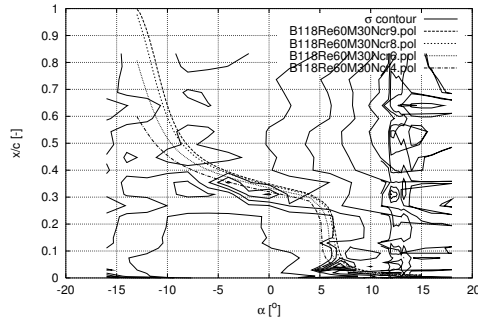 σ contour
B118Re60M30Ncr9.pol
B118Re60M30Ncr8.pol
B118Re60M30Ncr6.pol
B118Re60M30Ncr4.pol
1
0.9
0.8
0.7
0.6
0.5
0.4
0.3
0.2
0.1
0
x/c [-]
-20 -15 -10 -5 0 5 10 15 20
α [°]